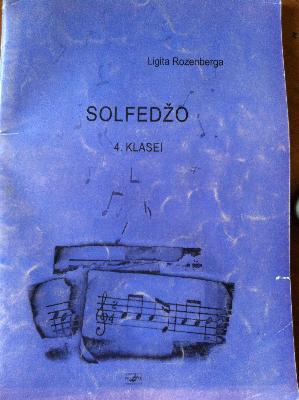 Ligita Rozenberga
SOLFEDŽO
4. KLASEI